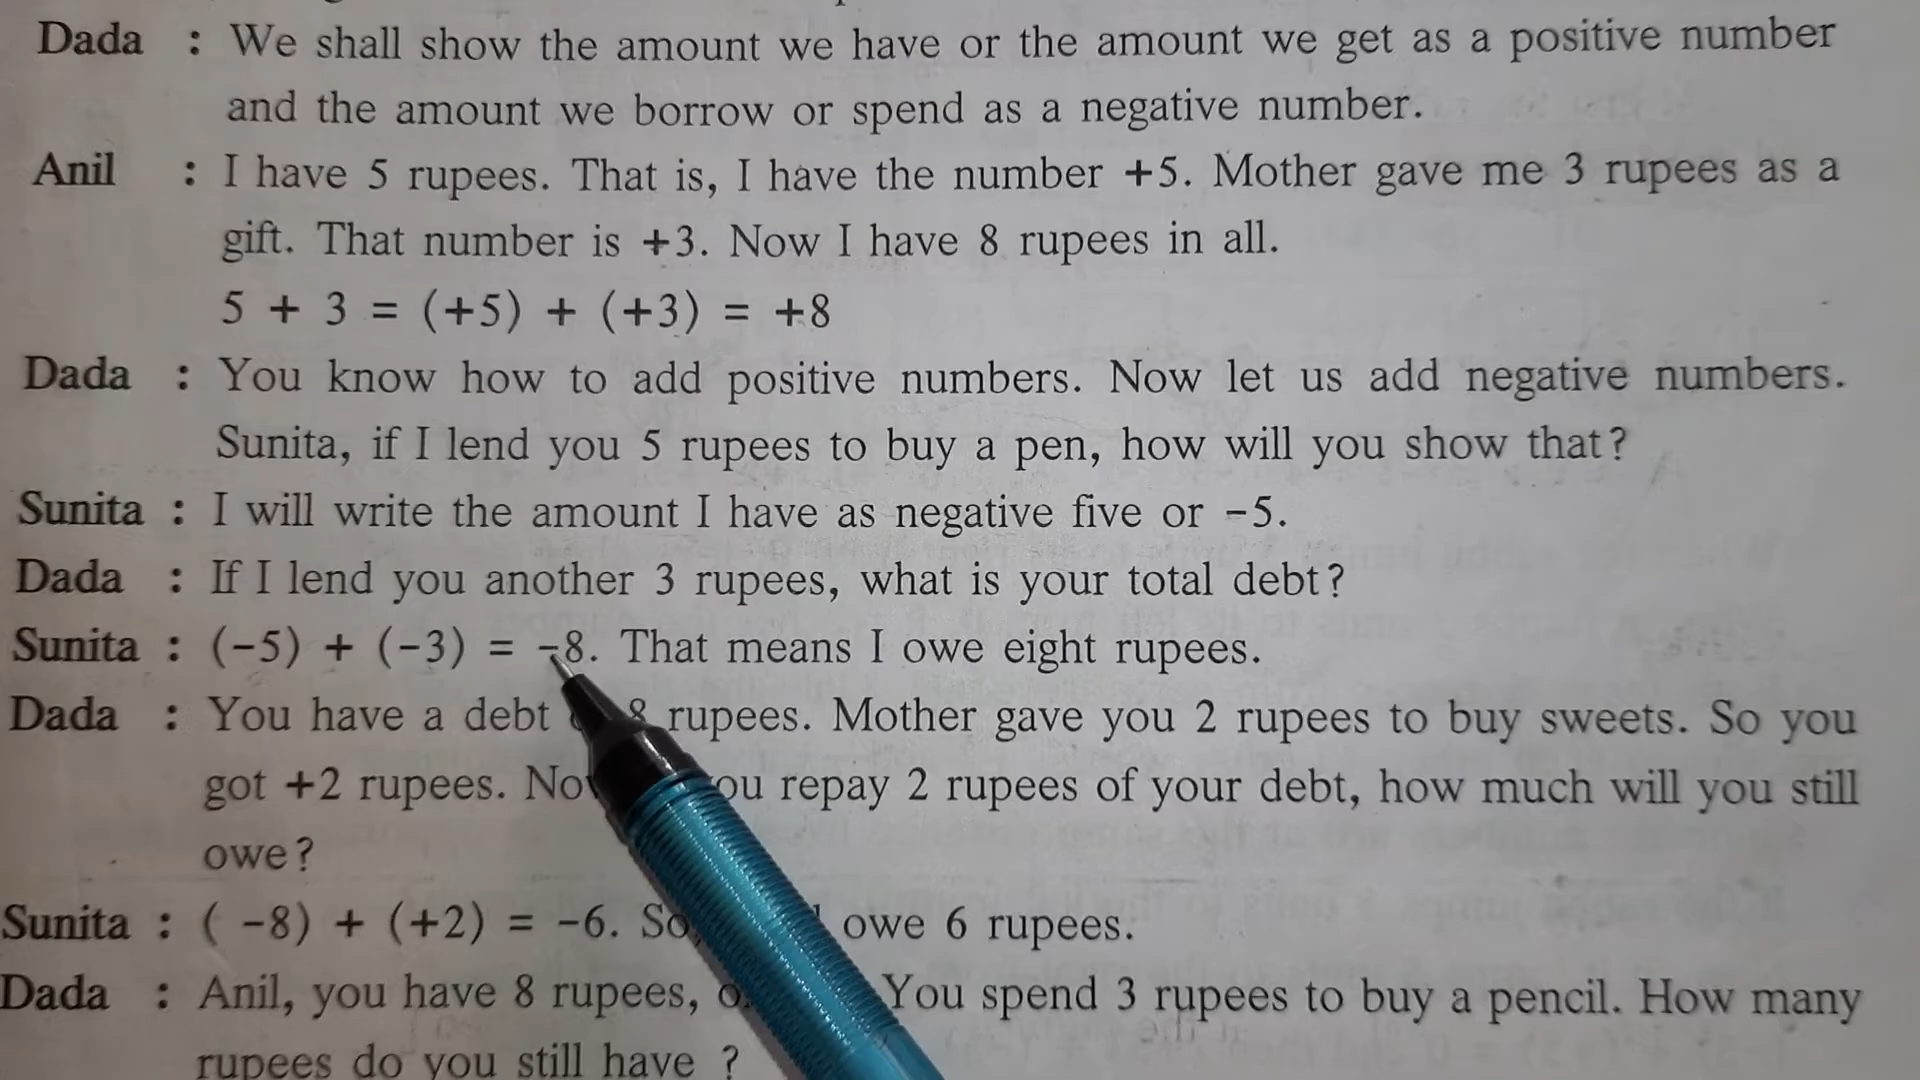 Dada : We shall show the amount we have or the amount we get as a positive number
and the amount we borrow or spend as a negative number.
Anil : I have 5 rupees. That is, I have the number +5. Mother gave me 3 rupees as a
gift. That number is +3. Now I have 8 rupees in all.
5 + 3 = (+5) + (+3) = +8
Dada : You know how to add positive numbers. Now let us add negative numbers.
Sunita, if I lend you 5 rupees to buy a pen, how will you show that?
Sunita : I will write the amount I have as negative five or -5.
Dada : If I lend you another 3 rupees, what is your total debt?
Sunita : (-5) + (-3) = -8. That means I owe eight rupees.
Dada : You have a debt 8 rupees. Mother gave you 2 rupees to buy sweets. So you
got +2 rupees. repay 2 rupees of your debt, how much will you still
owe?
Sunita : ( -8) + (+2) = -6. owe 6 rupees.
Dada : Anil, you have 8 rupees, You spend 3 rupees to buy a pencil. How many
rupees do you still have ?